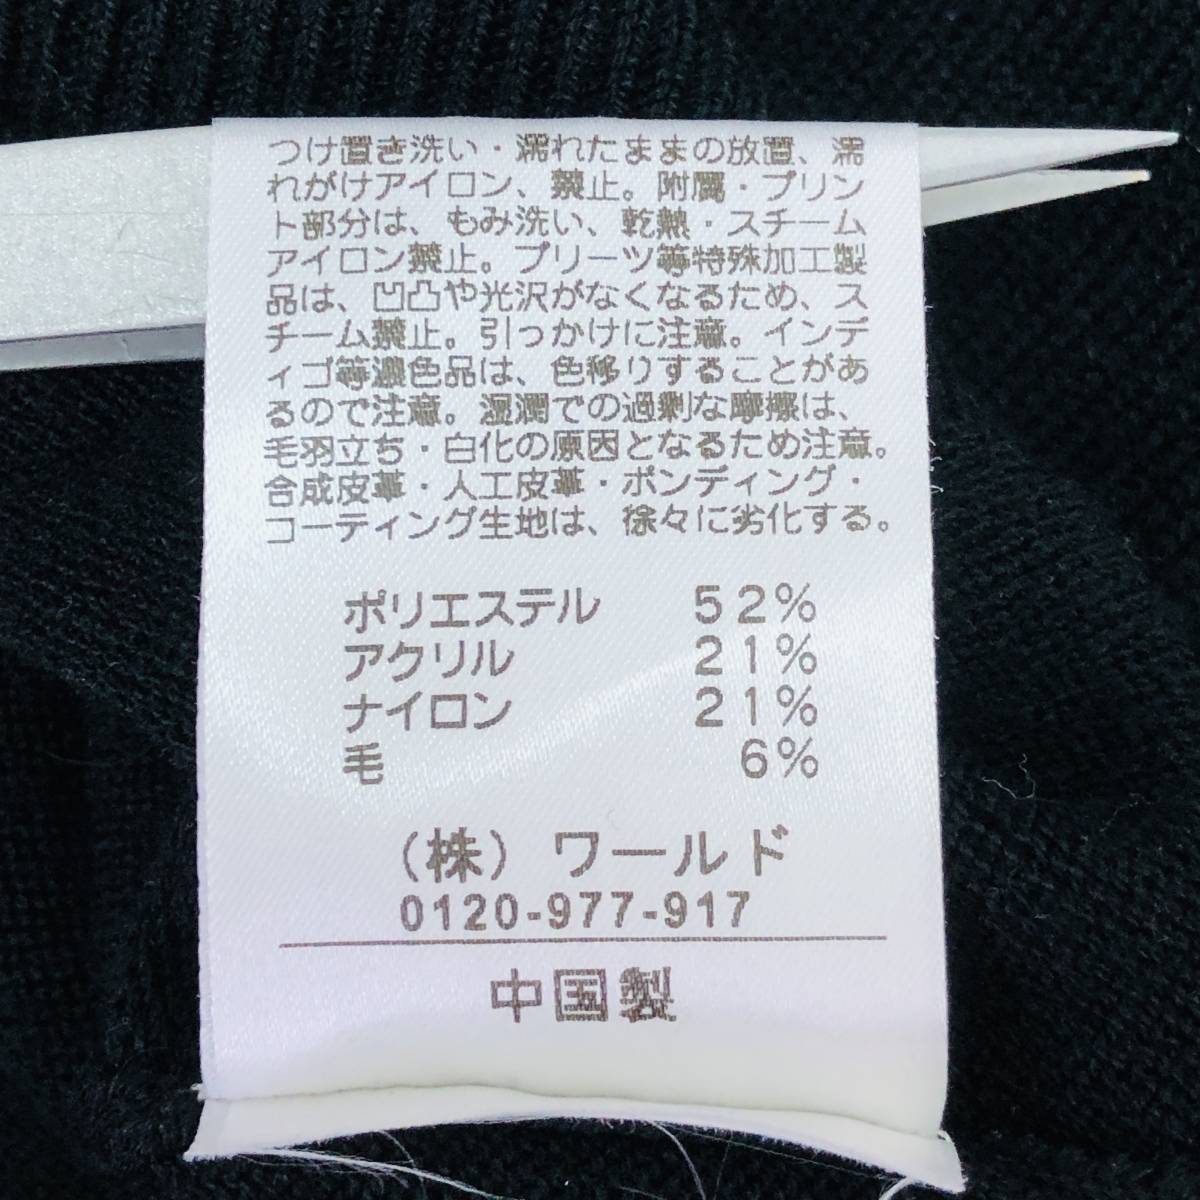 つけ置き洗い・濡れたままの放置、濡
れがけアイロン、禁止。附属・プリン
ト部分は、もみ洗い、乾熱・スチーム
アイロン禁止。プリーツ等特殊加工製
品は、凹凸や光沢がなくなるため、ス
チーム禁止。引っかけに注意。インデ
ィゴ等濃色品は、色移りすることがあ
るので注意。湿潤での過剰な摩擦は、
毛羽立ち・白化の原因となるため注意。
合成皮革・人工皮革・ボンディング・
コーティング生地は、徐々に劣化する。
ポリエステル 52%
アクリル 21%
ナイロン 21%
毛 6%
(株) ワールド
0120-977-917
中国製